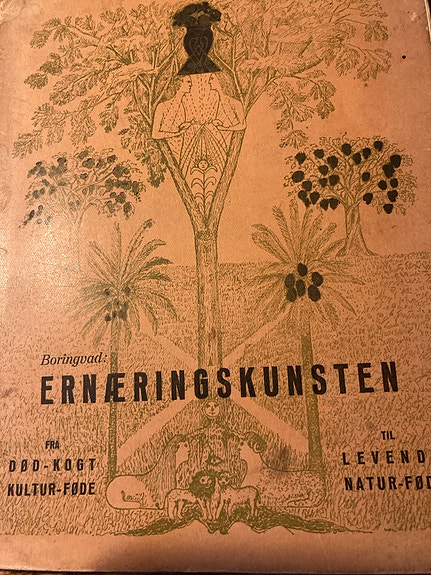 Boringvad:
ERNÆRINGSKUNSTEN
FRA
DØD-KOGT
KULTUR-FØDE
TIL
LEVEND
NATUR-FØD